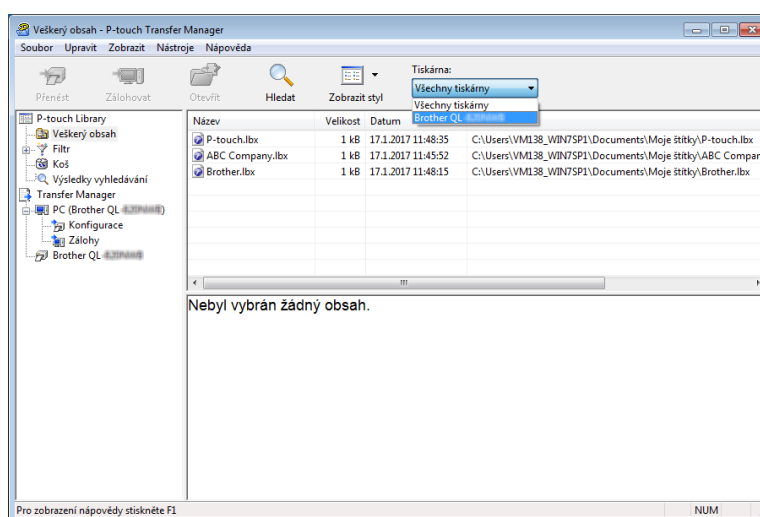 Veškerý obsah - P-touch Transfer Manager
Soubor Upravit Zobrazit Nástroje Nápověda
Přenést Zálohovat Otevřít Hledat Zobrazit styl
Tiskárna:
Všechny tiskárny
Všechny tiskárny
Brother QL
P-touch Library
Veškerý obsah
Filtr
Koš
Výsledky vyhledávání
Transfer Manager
PC (Brother QL )
Konfigurace
Zálohy
Brother QL
Název Velikost Datum
P-touch.lbx 1 kB 17.1.2017 11:48:35 C:\Users\VM138_WIN7SP1\Documents\Moje štítky\P-touch.lbx
ABC Company.lbx 1 kB 17.1.2017 11:45:52 C:\Users\VM138_WIN7SP1\Documents\Moje štítky\ABC Compar
Brother.lbx 1 kB 17.1.2017 11:48:15 C:\Users\VM138_WIN7SP1\Documents\Moje štítky\Brother.lbx
Nebyl vybrán žádný obsah.
Pro zobrazení nápovědy stiskněte F1 NUM